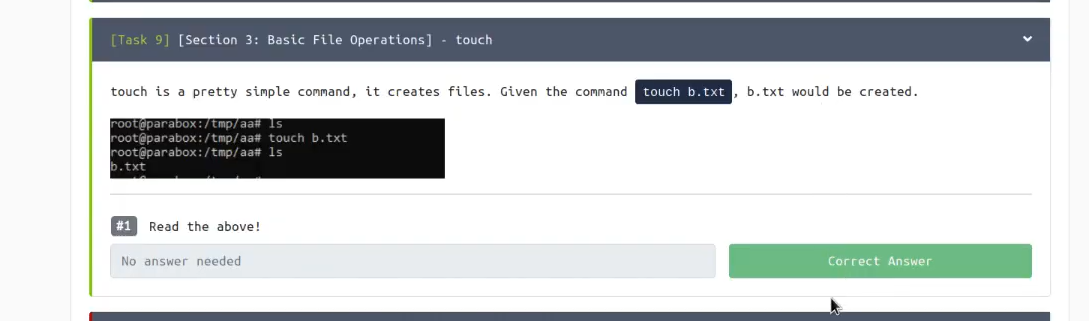 [Task 9] [Section 3: Basic File Operations] - touch
touch is a pretty simple command, it creates files. Given the command touch b.txt, b.txt would be created.
root@parabox:/tmp/aa# ls
root@parabox:/tmp/aa# touch b.txt
root@parabox:/tmp/aa# ls
b.txt
#1 Read the above!
No answer needed
Correct Answer